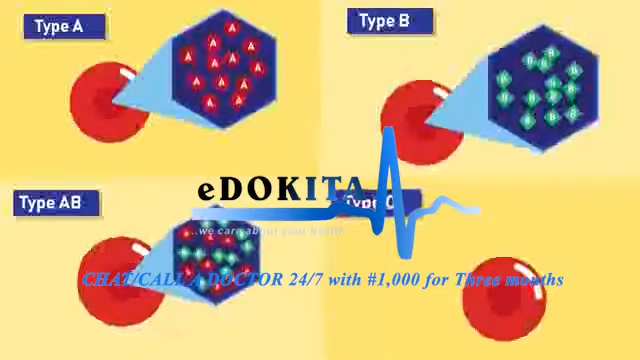 Type A
Type B
eDOKITA
...we care about your health
Type AB
Type O
CHAT/CALL A DOCTOR 24/7 with #1,000 for Three months